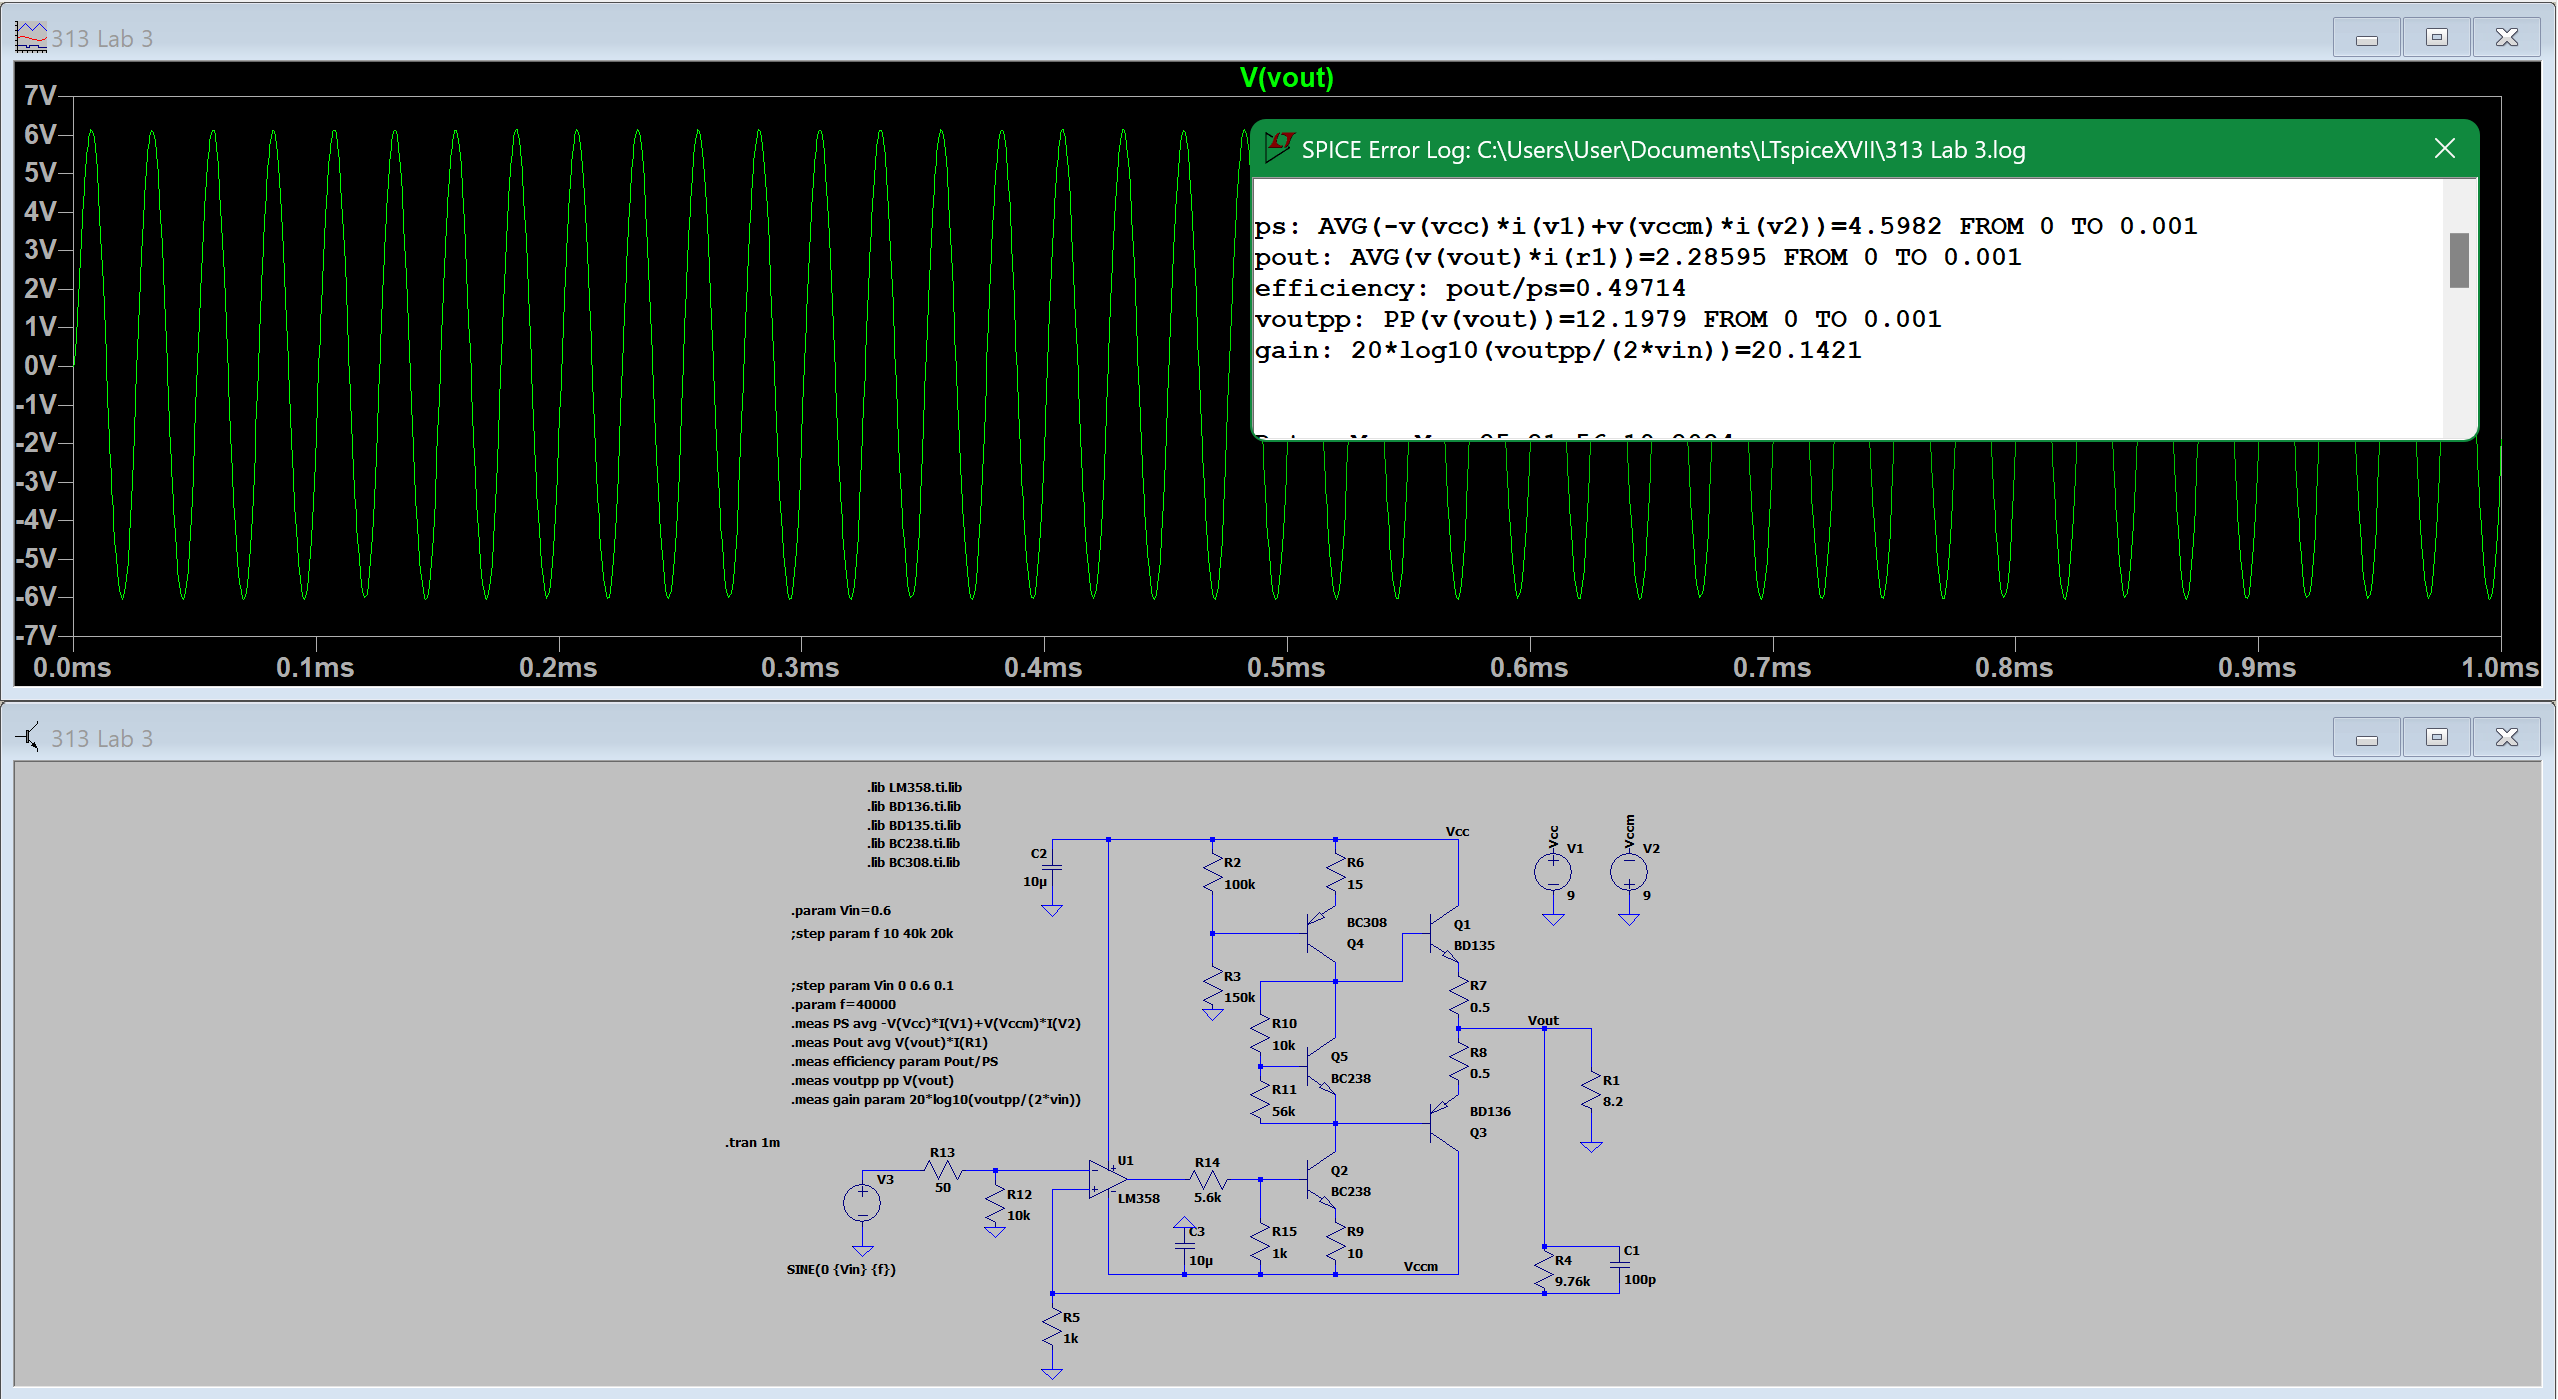 313 Lab 3
V(vout)
7V
6V
5V
4V
3V
2V
1V
0V
-1V
-2V
-3V
-4V
-5V
-6V
-7V
0.0ms 0.1ms 0.2ms 0.3ms 0.4ms 0.5ms 0.6ms 0.7ms 0.8ms 0.9ms 1.0ms
SPICE Error Log: C:\Users\User\Documents\LTspiceXVII\313 Lab 3.log
ps: AVG(-v(vcc)*i(v1)+v(vccm)*i(v2))=4.5982 FROM 0 TO 0.001
pout: AVG(v(vout)*i(r1))=2.28595 FROM 0 TO 0.001
efficiency: pout/ps=0.49714
voutpp: PP(v(vout))=12.1979 FROM 0 TO 0.001
gain: 20*log10(voutpp/(2*vin))=20.1421
313 Lab 3
.lib LM358.ti.lib
.lib BD136.ti.lib
.lib BD135.ti.lib
.lib BC238.ti.lib
.lib BC308.ti.lib
.param Vin=0.6
;step param f 10 40k 20k
;step param Vin 0 0.6 0.1
.param f=40000
.meas PS avg -V(Vcc)*I(V1)+V(Vccm)*I(V2)
.meas Pout avg V(vout)*I(R1)
.meas efficiency param Pout/PS
.meas voutpp pp V(vout)
.meas gain param 20*log10(voutpp/(2*vin))
.tran 1m
C2
10µ
R2
100k
R6
15
Vcc
Vcc
V1
9
Vccm
V2
9
BC308
Q4
Q1
BD135
R3
150k
R7
0.5
Vout
R10
10k
Q5
BC238
R8
0.5
R11
56k
R1
8.2
BD136
Q3
R13
50
V3
R12
10k
SINE(0 {Vin} {f})
U1
LM358
R14
5.6k
Q2
BC238
C3
10µ
R15
1k
R9
10
Vccm
R4
9.76k
C1
100p
R5
1k